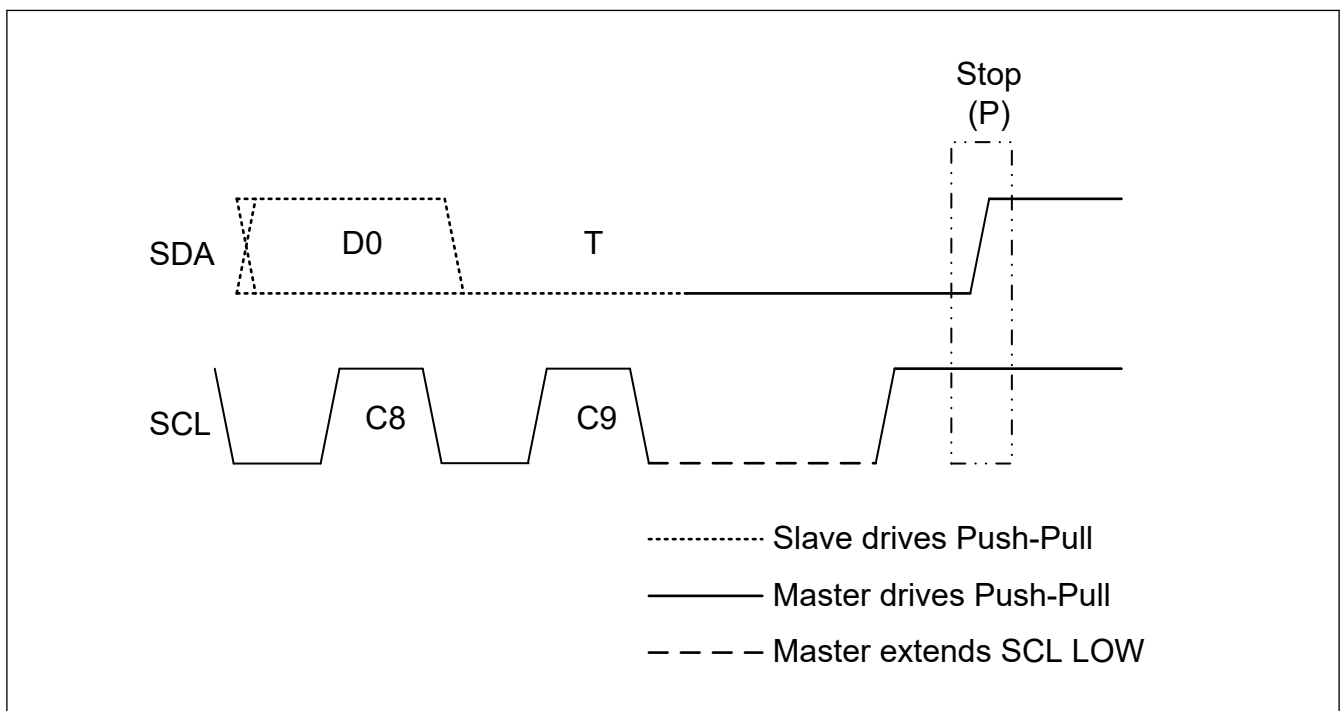 Stop
(P)
SDA
D0
T
SCL
C8
C9
Slave drives Push-Pull
Master drives Push-Pull
Master extends SCL LOW